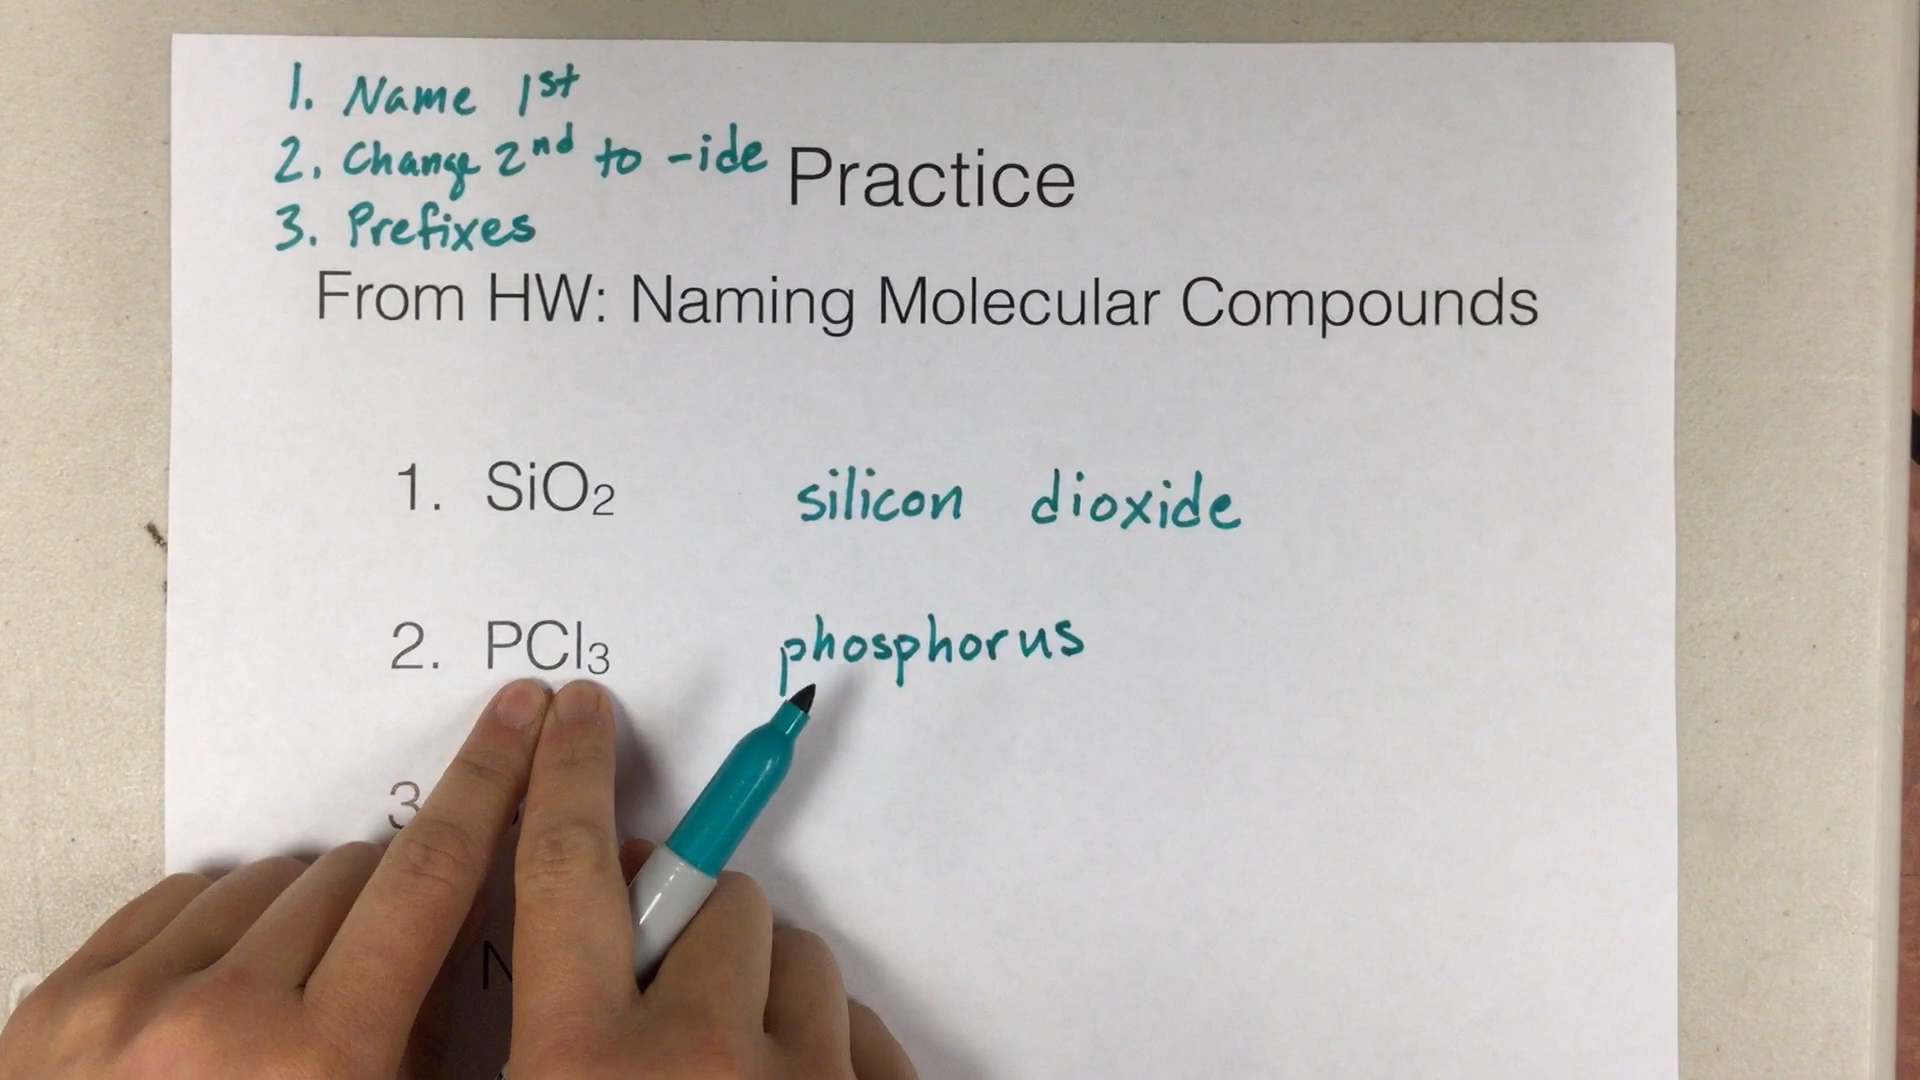 1. Name 1st
2. Change 2nd to -ide
3. Prefixes
Practice
From HW: Naming Molecular Compounds
1. SiO₂ silicon dioxide
2. PCl₃ phosphorus
3
N